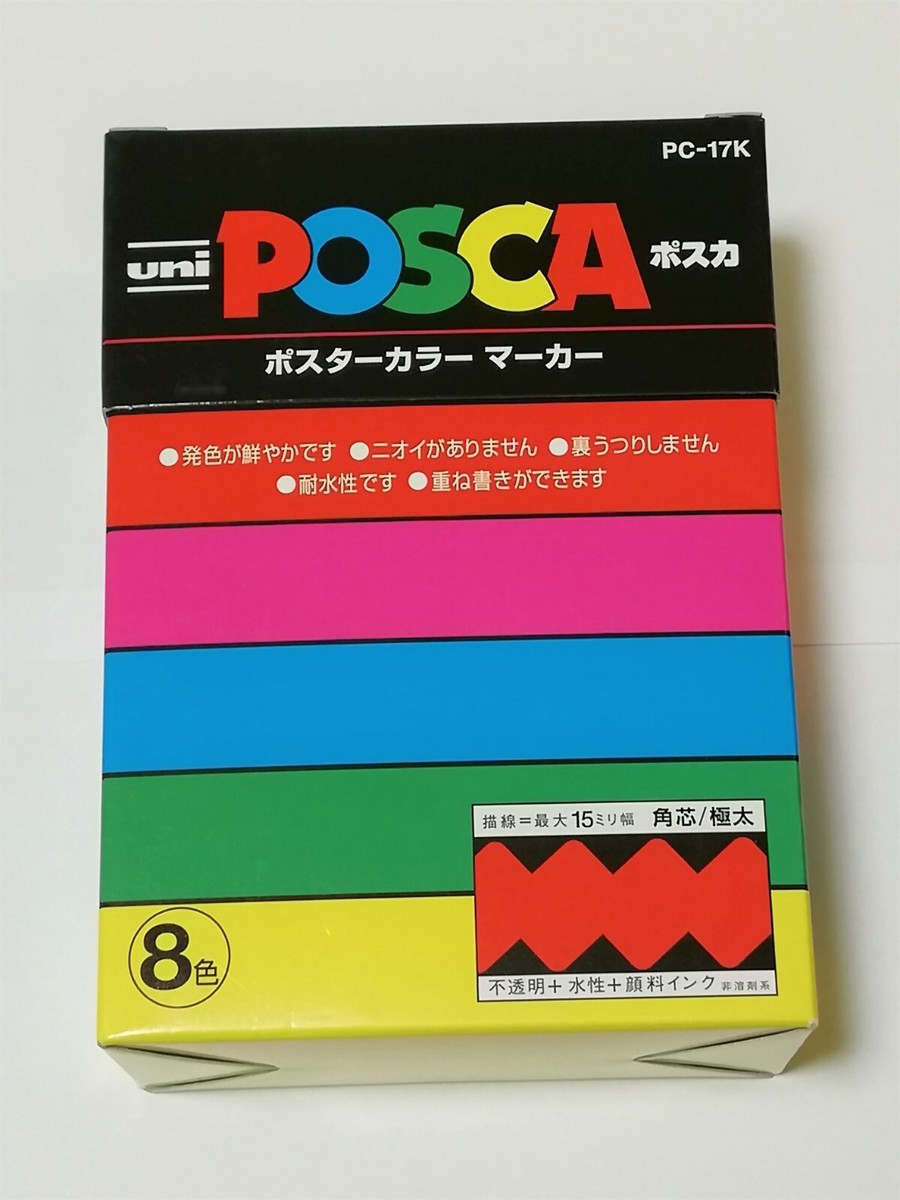 PC-17K
uni POSCA ポスカ
ポスターカラー マーカー
●発色が鮮やかです ●ニオイがありません ●裏うつりしません
●耐水性です ●重ね書きができます
描線=最大15ミリ幅 角芯/極太
8色
不透明+水性+顔料インク 非溶剤系